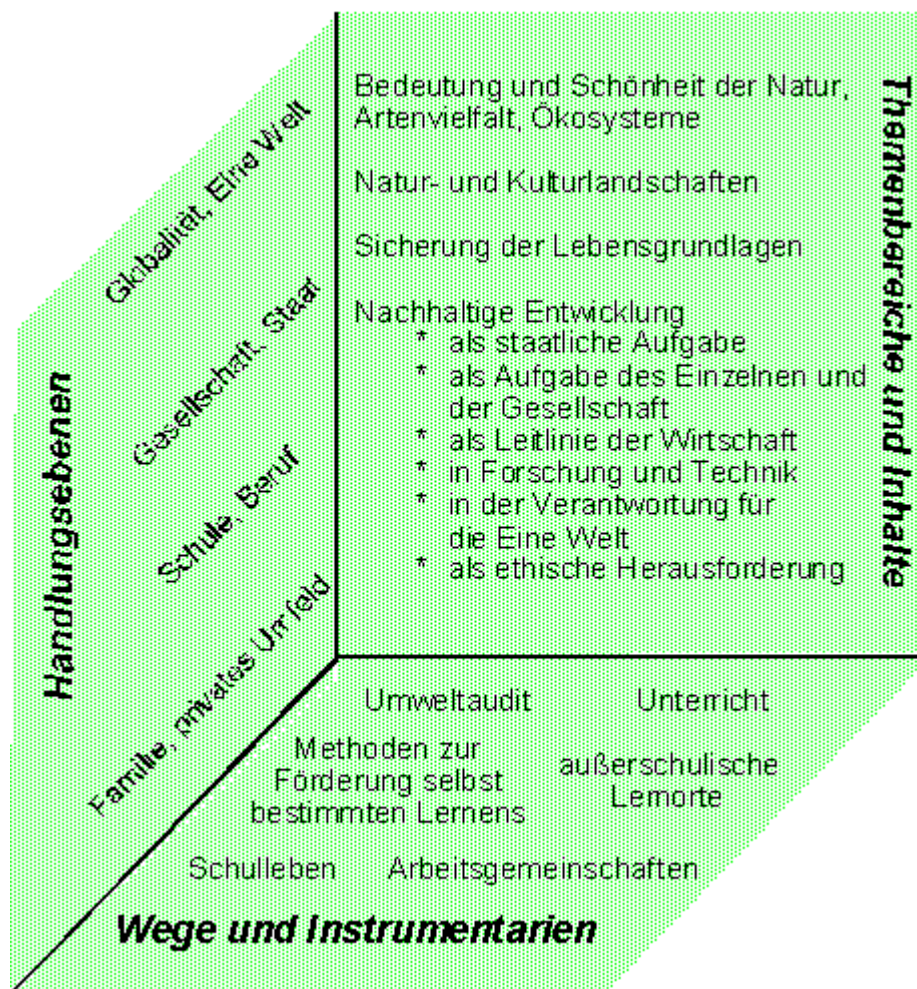 Globalität, Eine Welt
Gesellschaft, Staat
Schule, Beruf
Familie, privates Umfeld
Handlungsebenen
Bedeutung und Schönheit der Natur,
Artenvielfalt, Ökosysteme
Natur- und Kulturlandschaften
Sicherung der Lebensgrundlagen
Nachhaltige Entwicklung
* als staatliche Aufgabe
* als Aufgabe des Einzelnen und
der Gesellschaft
* als Leitlinie der Wirtschaft
* in Forschung und Technik
* in der Verantwortung für
die Eine Welt
* als ethische Herausforderung
Themenbereiche und Inhalte
Umweltaudit
Unterricht
Methoden zur
Förderung selbst
bestimmten Lernens
außerschulische
Lernorte
Schulleben
Arbeitsgemeinschaften
Wege und Instrumentarien